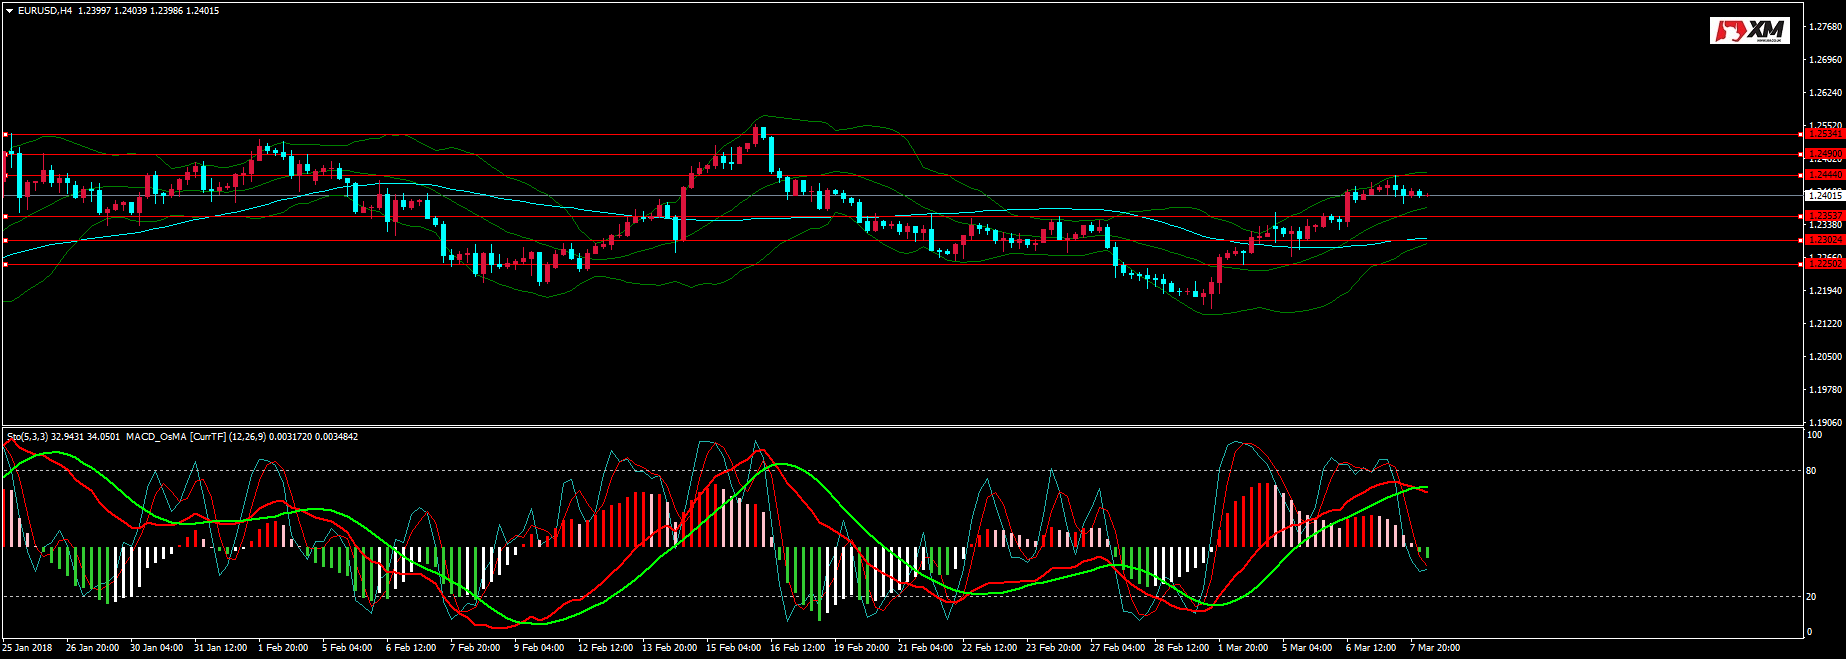 EURUSD,H4 1.23997 1.24039 1.23986 1.24015
XM
1.27680
1.26960
1.26240
1.25520
1.25341
1.24900
1.24440
1.24015
1.23537
1.23380
1.23024
1.22502
1.21940
1.21220
1.20500
1.19780
1.19060
Sto(5,3,3) 32.9431 34.0501 MACD_OsMA [CurrTF] (12,26,9) 0.0031720 0.0034842
100
80
20
0
25 Jan 2018
26 Jan 20:00
30 Jan 04:00
31 Jan 12:00
1 Feb 20:00
5 Feb 04:00
6 Feb 12:00
7 Feb 20:00
9 Feb 04:00
12 Feb 12:00
13 Feb 20:00
15 Feb 04:00
16 Feb 12:00
19 Feb 20:00
21 Feb 04:00
22 Feb 12:00
23 Feb 20:00
27 Feb 04:00
28 Feb 12:00
1 Mar 20:00
5 Mar 04:00
6 Mar 12:00
7 Mar 20:00